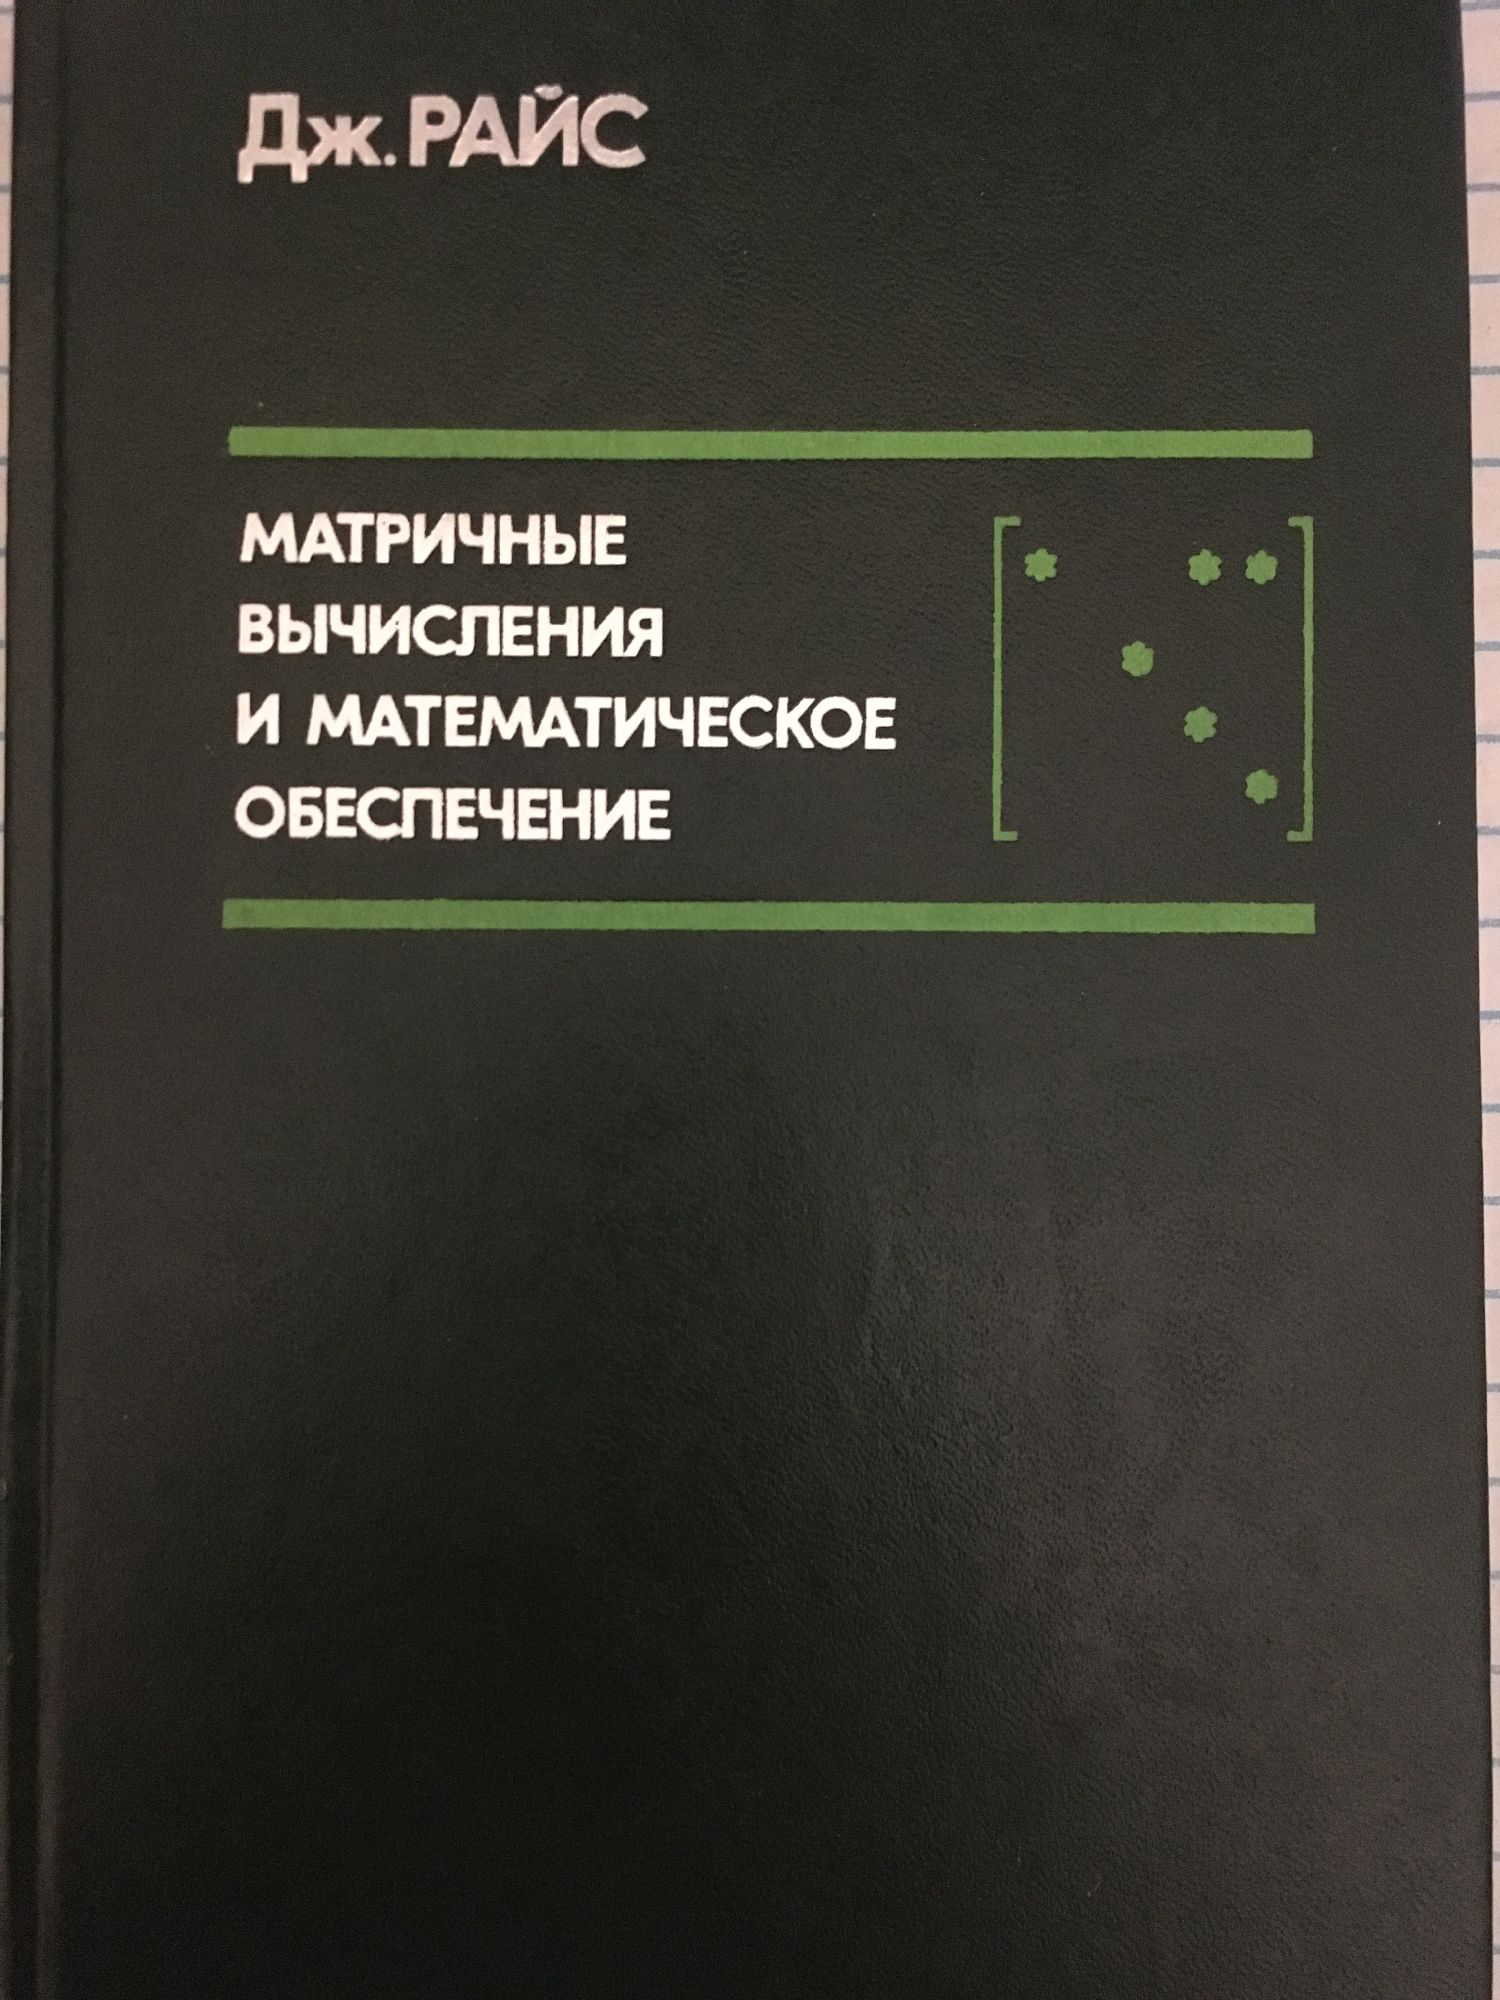 Дж. РАЙС
МАТРИЧНЫЕ
ВЫЧИСЛЕНИЯ
И МАТЕМАТИЧЕСКОЕ
ОБЕСПЕЧЕНИЕ